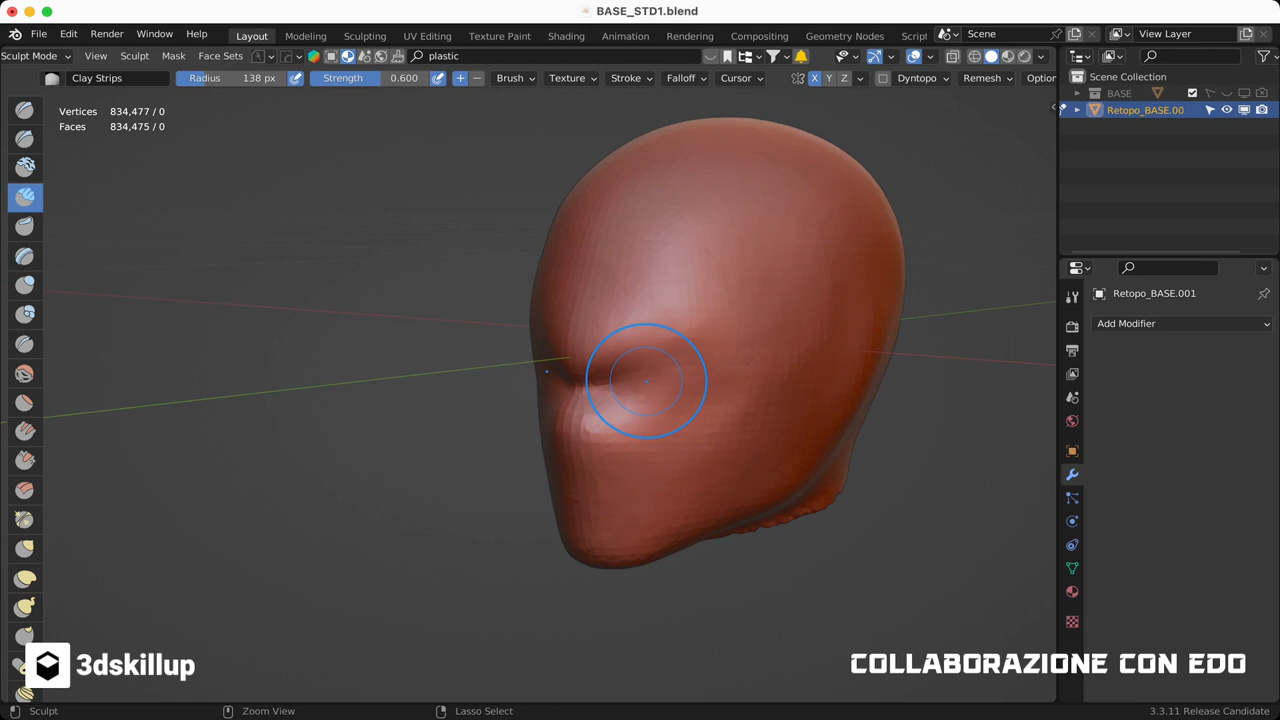 BASE_STD1.blend
File Edit Render Window Help Layout Modeling Sculpting UV Editing Texture Paint Shading Animation Rendering Compositing Geometry Nodes Script Scene View Layer
Sculpt Mode View Sculpt Mask Face Sets plastic
Clay Strips Radius 138 px Strength 0.600 Brush Texture Stroke Falloff Cursor X Y Z Dyntopo Remesh Option
Scene Collection
BASE
Retopo_BASE.00
Vertices 834,477 / 0
Faces 834,475 / 0
Retopo_BASE.001
Add Modifier
3dskillup
COLLABORAZIONE CON EDO
Sculpt Zoom View Lasso Select 3.3.11 Release Candidate